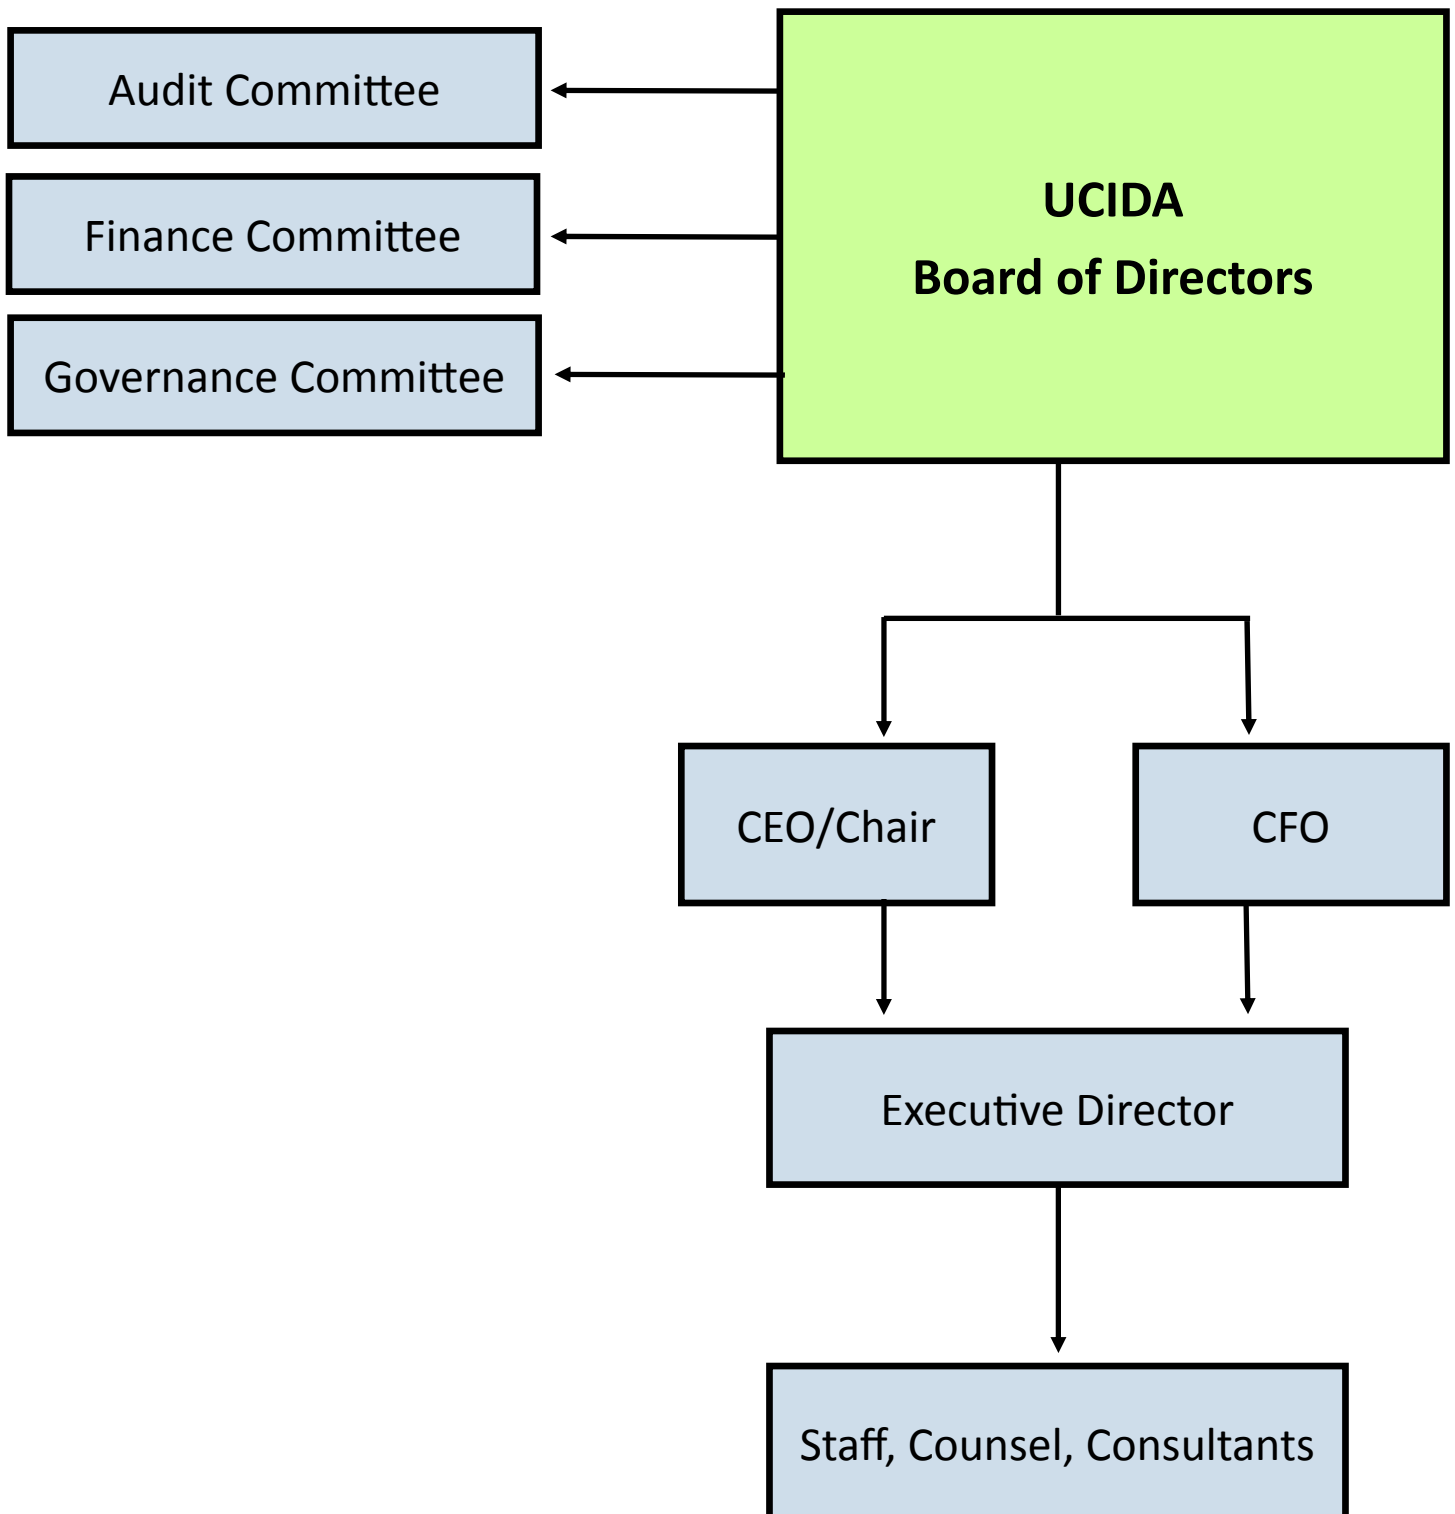 Audit Committee
Finance Committee
Governance Committee
UCIDA
Board of Directors
CEO/Chair
CFO
Executive Director
Staff, Counsel, Consultants